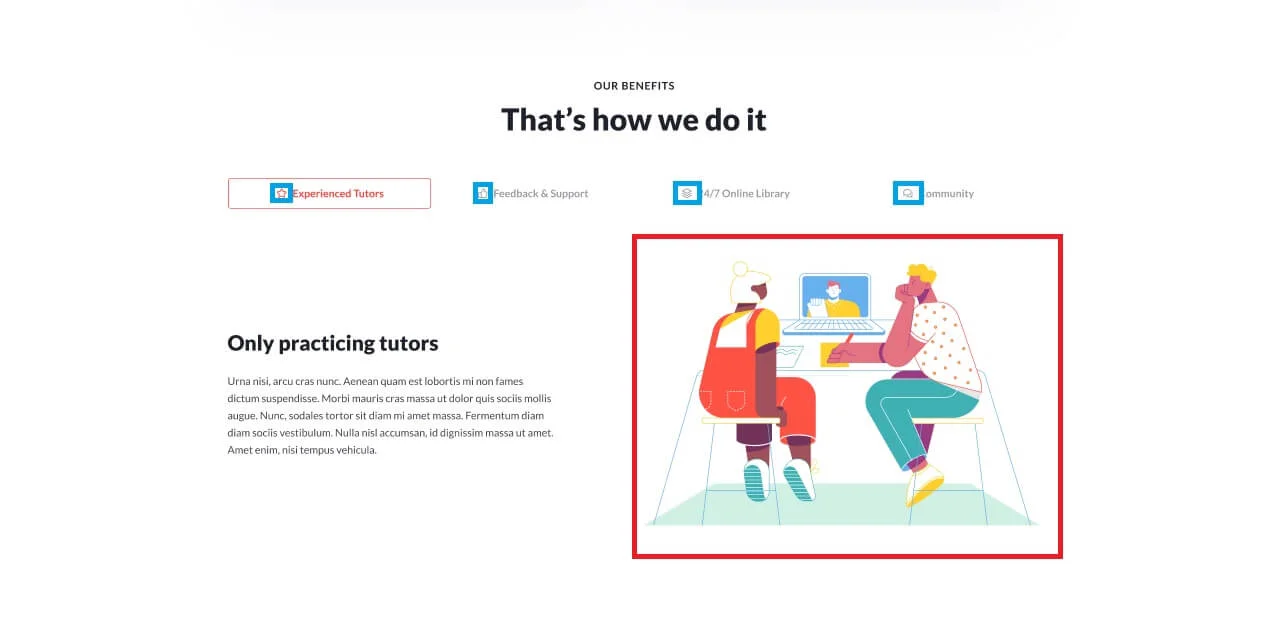 OUR BENEFITS
That’s how we do it
Experienced Tutors
Feedback & Support
4/7 Online Library
ommunity
Only practicing tutors
Urna nisi, arcu cras nunc. Aenean quam est lobortis mi non fames
dictum suspendisse. Morbi mauris cras massa ut dolor quis sociis mollis
augue. Nunc, sodales tortor sit diam mi amet massa. Fermentum diam
diam sociis vestibulum. Nulla nisl accumsan, id dignissim massa ut amet.
Amet enim, nisi tempus vehicula.